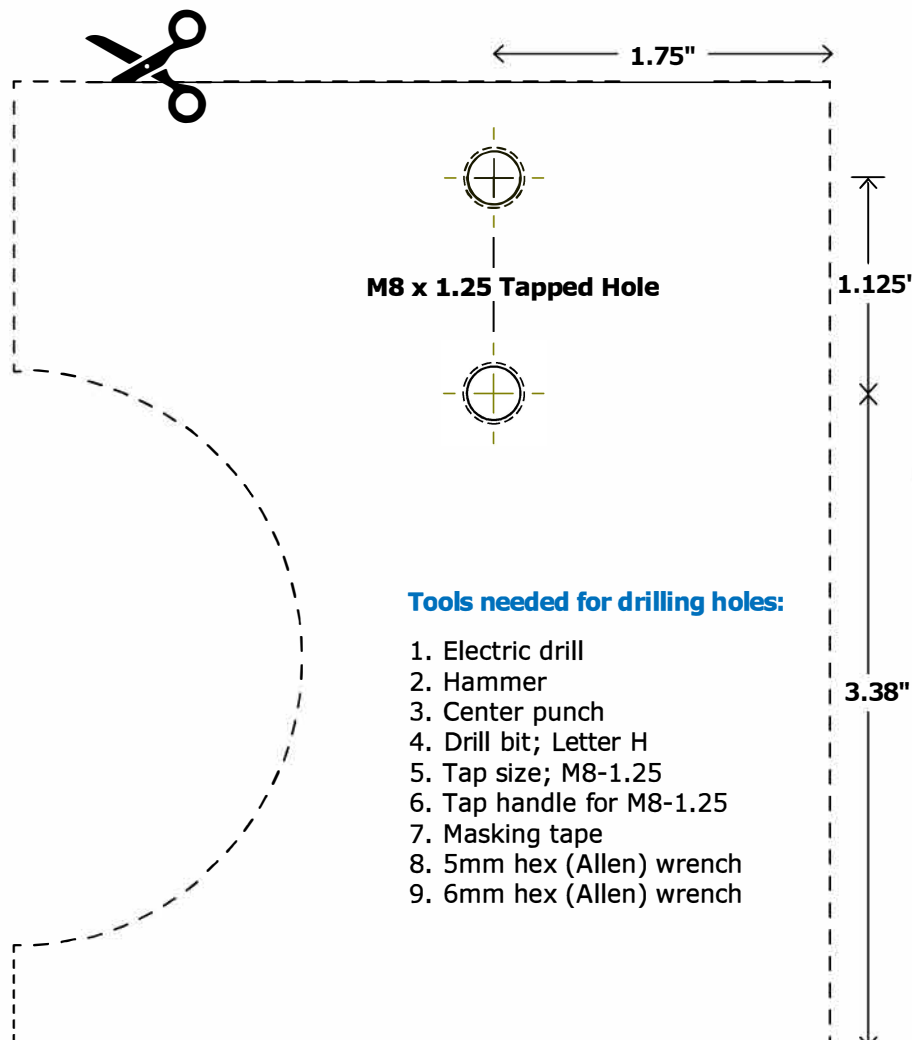 1.75"
M8 x 1.25 Tapped Hole
1.125"
Tools needed for drilling holes:
1. Electric drill
2. Hammer
3. Center punch
4. Drill bit; Letter H
5. Tap size; M8-1.25
6. Tap handle for M8-1.25
7. Masking tape
8. 5mm hex (Allen) wrench
9. 6mm hex (Allen) wrench
3.38"